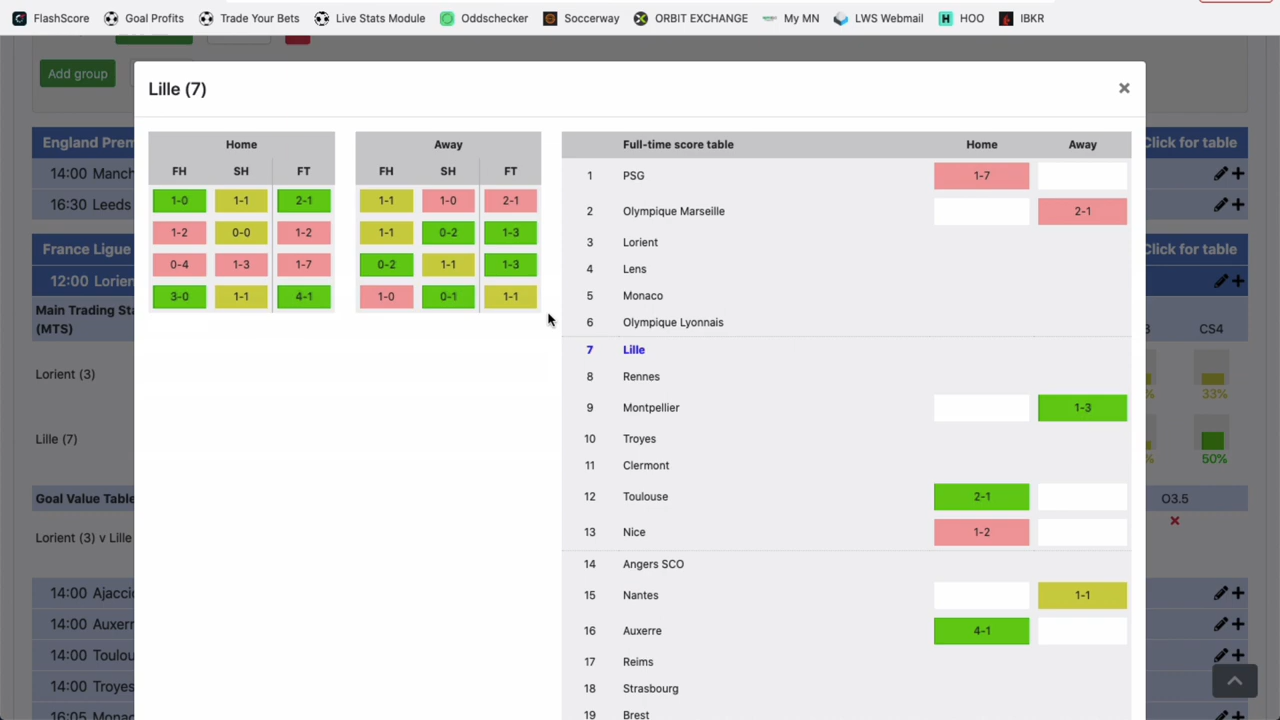 FlashScore Goal Profits Trade Your Bets Live Stats Module Oddschecker Soccerway ORBIT EXCHANGE My MN LWS Webmail HOO IBKR
Add group
Lille (7) ×
England Prem
14:00 Manch
16:30 Leeds
France Ligue
12:00 Lorien
Main Trading Sta
(MTS)
Lorient (3)
Lille (7)
Goal Value Table
Lorient (3) v Lille
14:00 Ajacci
14:00 Auxerr
14:00 Toulou
14:00 Troyes
16:05 Monac
Home
FH SH FT
1-0 1-1 2-1
1-2 0-0 1-2
0-4 1-3 1-7
3-0 1-1 4-1
Away
FH SH FT
1-1 1-0 2-1
1-1 0-2 1-3
0-2 1-1 1-3
1-0 0-1 1-1
Full-time score table Home Away
1 PSG 1-7
2 Olympique Marseille 2-1
3 Lorient
4 Lens
5 Monaco
6 Olympique Lyonnais
7 Lille
8 Rennes
9 Montpellier 1-3
10 Troyes
11 Clermont
12 Toulouse 2-1
13 Nice 1-2
14 Angers SCO
15 Nantes 1-1
16 Auxerre 4-1
17 Reims
18 Strasbourg
19 Brest
Click for table
Click for table
3 CS4
% 33%
% 50%
O3.5